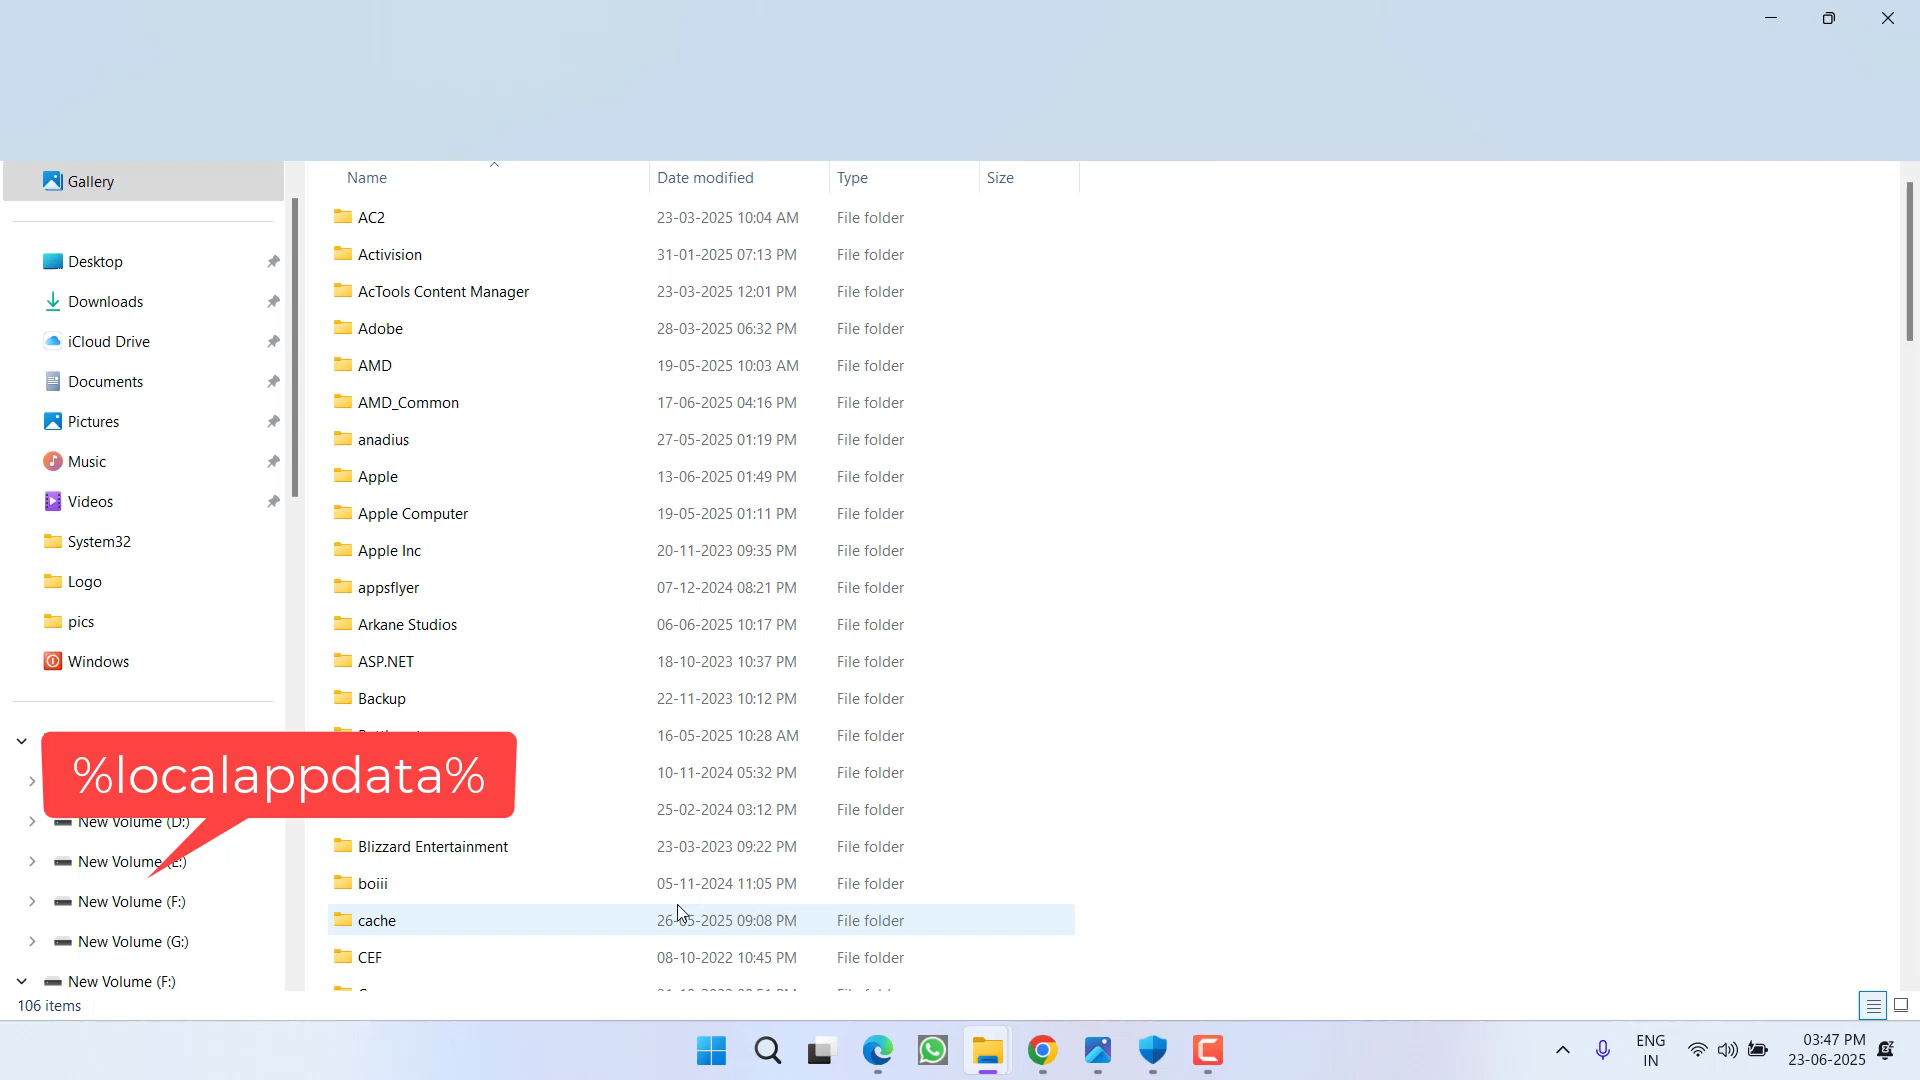 Gallery
Desktop
Downloads
iCloud Drive
Documents
Pictures
Music
Videos
System32
Logo
pics
Windows
%localappdata%
New Volume (D:)
New Volume (E:)
New Volume (F:)
New Volume (G:)
New Volume (F:)
106 items
Name Date modified Type Size
AC2 23-03-2025 10:04 AM File folder
Activision 31-01-2025 07:13 PM File folder
AcTools Content Manager 23-03-2025 12:01 PM File folder
Adobe 28-03-2025 06:32 PM File folder
AMD 19-05-2025 10:03 AM File folder
AMD_Common 17-06-2025 04:16 PM File folder
anadius 27-05-2025 01:19 PM File folder
Apple 13-06-2025 01:49 PM File folder
Apple Computer 19-05-2025 01:11 PM File folder
Apple Inc 20-11-2023 09:35 PM File folder
appsflyer 07-12-2024 08:21 PM File folder
Arkane Studios 06-06-2025 10:17 PM File folder
ASP.NET 18-10-2023 10:37 PM File folder
Backup 22-11-2023 10:12 PM File folder
16-05-2025 10:28 AM File folder
10-11-2024 05:32 PM File folder
25-02-2024 03:12 PM File folder
Blizzard Entertainment 23-03-2023 09:22 PM File folder
boiii 05-11-2024 11:05 PM File folder
cache 26-05-2025 09:08 PM File folder
CEF 08-10-2022 10:45 PM File folder
ENG
IN
03:47 PM
23-06-2025